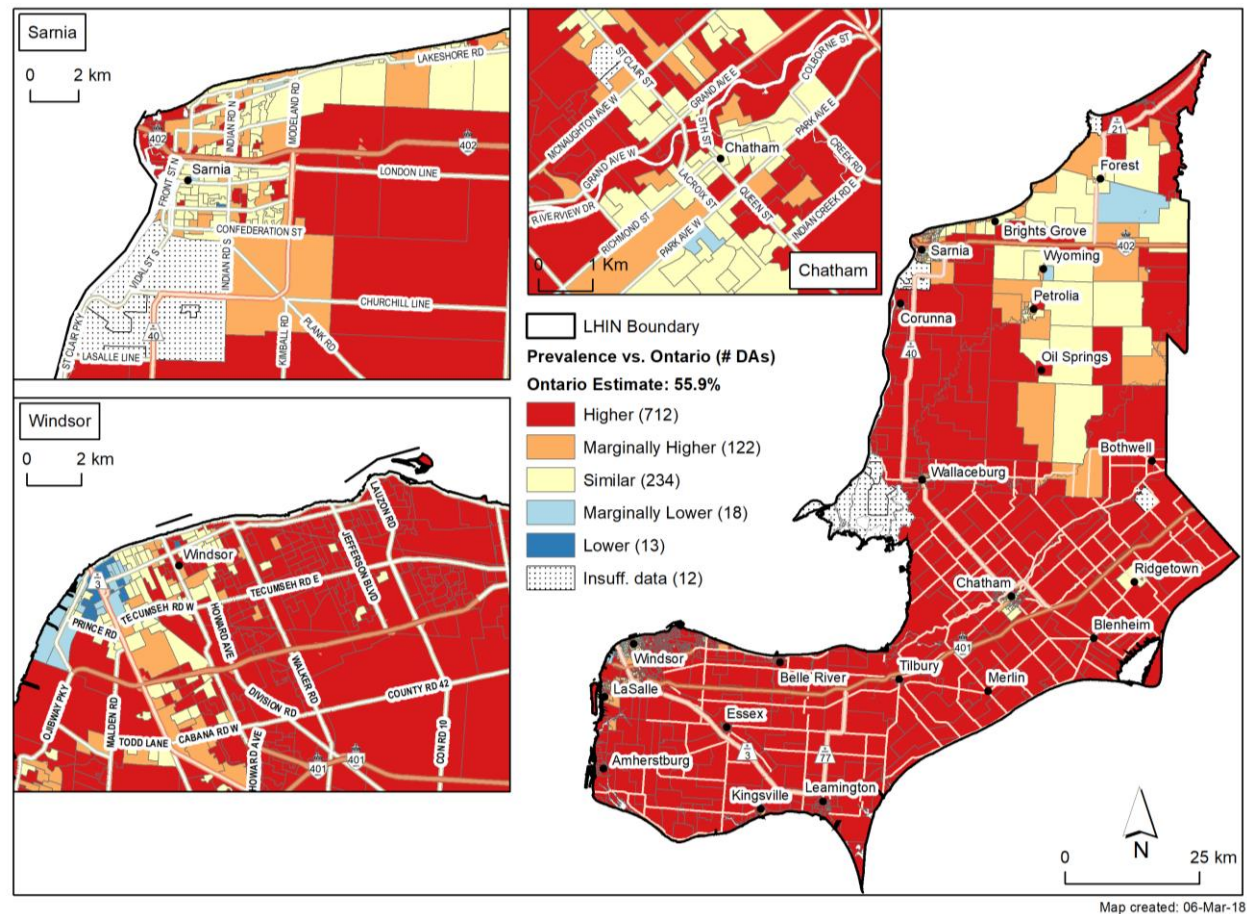 Sarnia
0 2 km
LAKESHORE RD
INDIAN RD N
MODELAND RD
402
402
Sarnia
FRONT ST N
LONDON LINE
CONFEDERATION ST
VIDAL ST S
INDIAN RD S
CHURCHILL LINE
ST CLAIR PKY
40
PLANK RD
KIMBALL RD
LASALLE LINE
ST CLAIR ST
COLBORNE ST
GRAND AVE E
MCNAUGHTON AVE W
5TH ST
PARK AVE E
Chatham
CREEK RD
GRAND AVE W
LACROIX ST
RIVERVIEW DR
QUEEN ST
INDIAN CREEK RD E
RICHMOND ST
PARK AVE W
0 1 Km
Chatham
LHIN Boundary
Prevalence vs. Ontario (# DAs)
Ontario Estimate: 55.9%
Higher (712)
Marginally Higher (122)
Similar (234)
Marginally Lower (18)
Lower (13)
Insuff. data (12)
Windsor
0 2 km
LAUZON RD
JEFFERSON BLVD
Windsor
3
TECUMSEH RD E
TECUMSEH RD W
PRINCE RD
HOWARD AVE
WALKER RD
OJIBWAY PKY
MALDEN RD
DIVISION RD
COUNTY RD 42
TODD LANE
CABANA RD W
HOWARD AVE
401
401
CON RD 10
21
Forest
Brights Grove
402
Sarnia
Wyoming
Petrolia
Corunna
40
Oil Springs
Bothwell
Wallaceburg
Chatham
Ridgetown
Blenheim
401
Windsor
Belle River
Tilbury
Merlin
LaSalle
Essex
3
77
Amherstburg
Kingsville
Leamington
N
0 25 km
Map created: 06-Mar-18